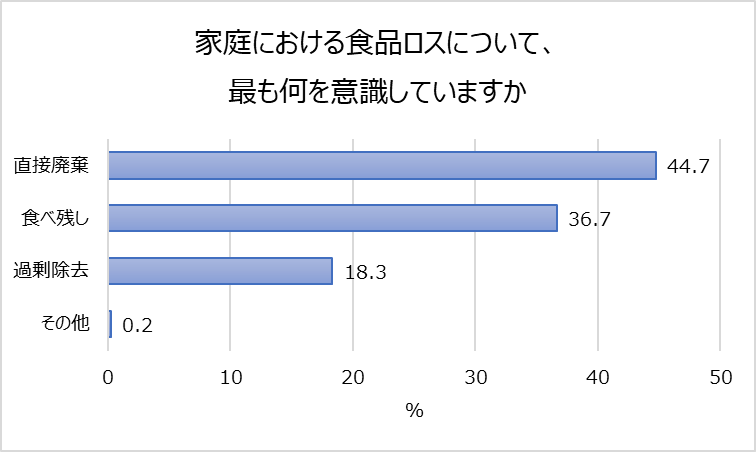 家庭における食品ロスについて、
最も何を意識していますか
直接廃棄
44.7
食べ残し
36.7
過剰除去
18.3
その他
0.2
0 10 20 30 40 50
%